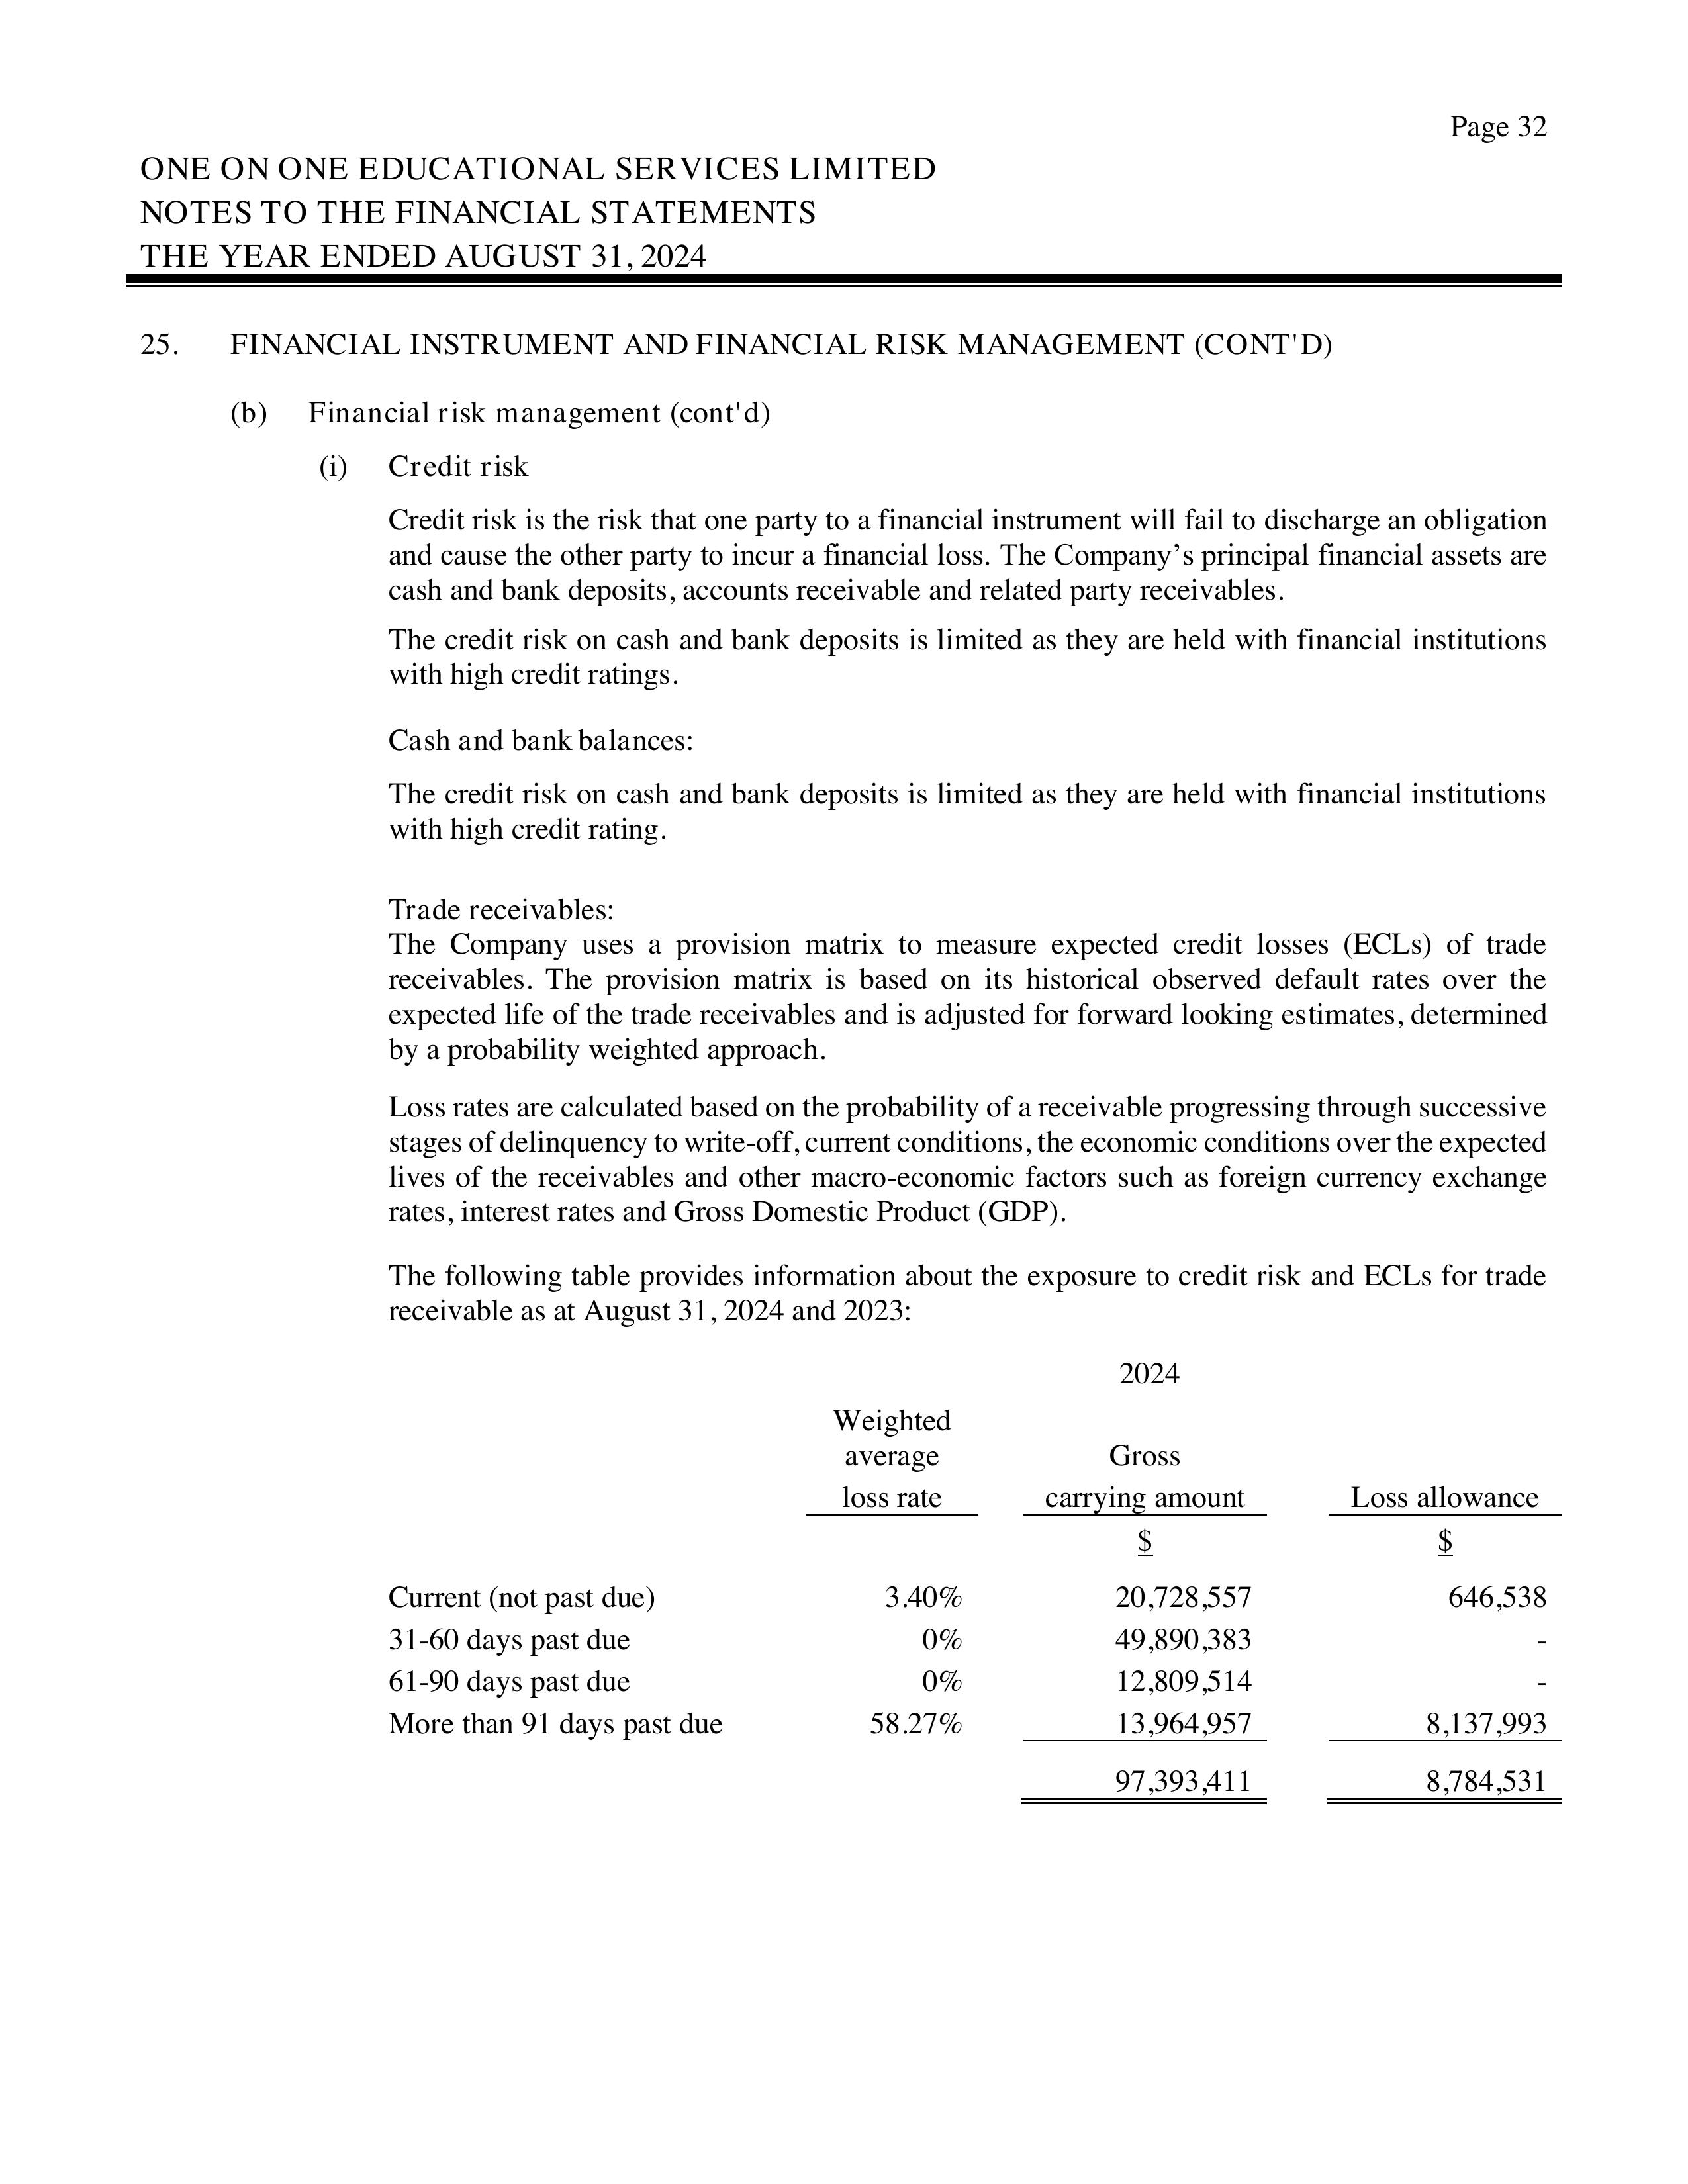 Page 32
ONE ON ONE EDUCATIONAL SERVICES LIMITED
NOTES TO THE FINANCIAL STATEMENTS
THE YEAR ENDED AUGUST 31, 2024
25. FINANCIAL INSTRUMENT AND FINANCIAL RISK MANAGEMENT (CONT'D)
(b) Financial risk management (cont'd)
(i) Credit risk
Credit risk is the risk that one party to a financial instrument will fail to discharge an obligation
and cause the other party to incur a financial loss. The Company’s principal financial assets are
cash and bank deposits, accounts receivable and related party receivables.
The credit risk on cash and bank deposits is limited as they are held with financial institutions
with high credit ratings.
Cash and bank balances:
The credit risk on cash and bank deposits is limited as they are held with financial institutions
with high credit rating.
Trade receivables:
The Company uses a provision matrix to measure expected credit losses (ECLs) of trade
receivables. The provision matrix is based on its historical observed default rates over the
expected life of the trade receivables and is adjusted for forward looking estimates, determined
by a probability weighted approach.
Loss rates are calculated based on the probability of a receivable progressing through successive
stages of delinquency to write-off, current conditions, the economic conditions over the expected
lives of the receivables and other macro-economic factors such as foreign currency exchange
rates, interest rates and Gross Domestic Product (GDP).
The following table provides information about the exposure to credit risk and ECLs for trade
receivable as at August 31, 2024 and 2023:
2024
Weighted
average Gross
loss rate carrying amount Loss allowance
$ $
Current (not past due) 3.40% 20,728,557 646,538
31-60 days past due 0% 49,890,383 -
61-90 days past due 0% 12,809,514 -
More than 91 days past due 58.27% 13,964,957 8,137,993
97,393,411 8,784,531